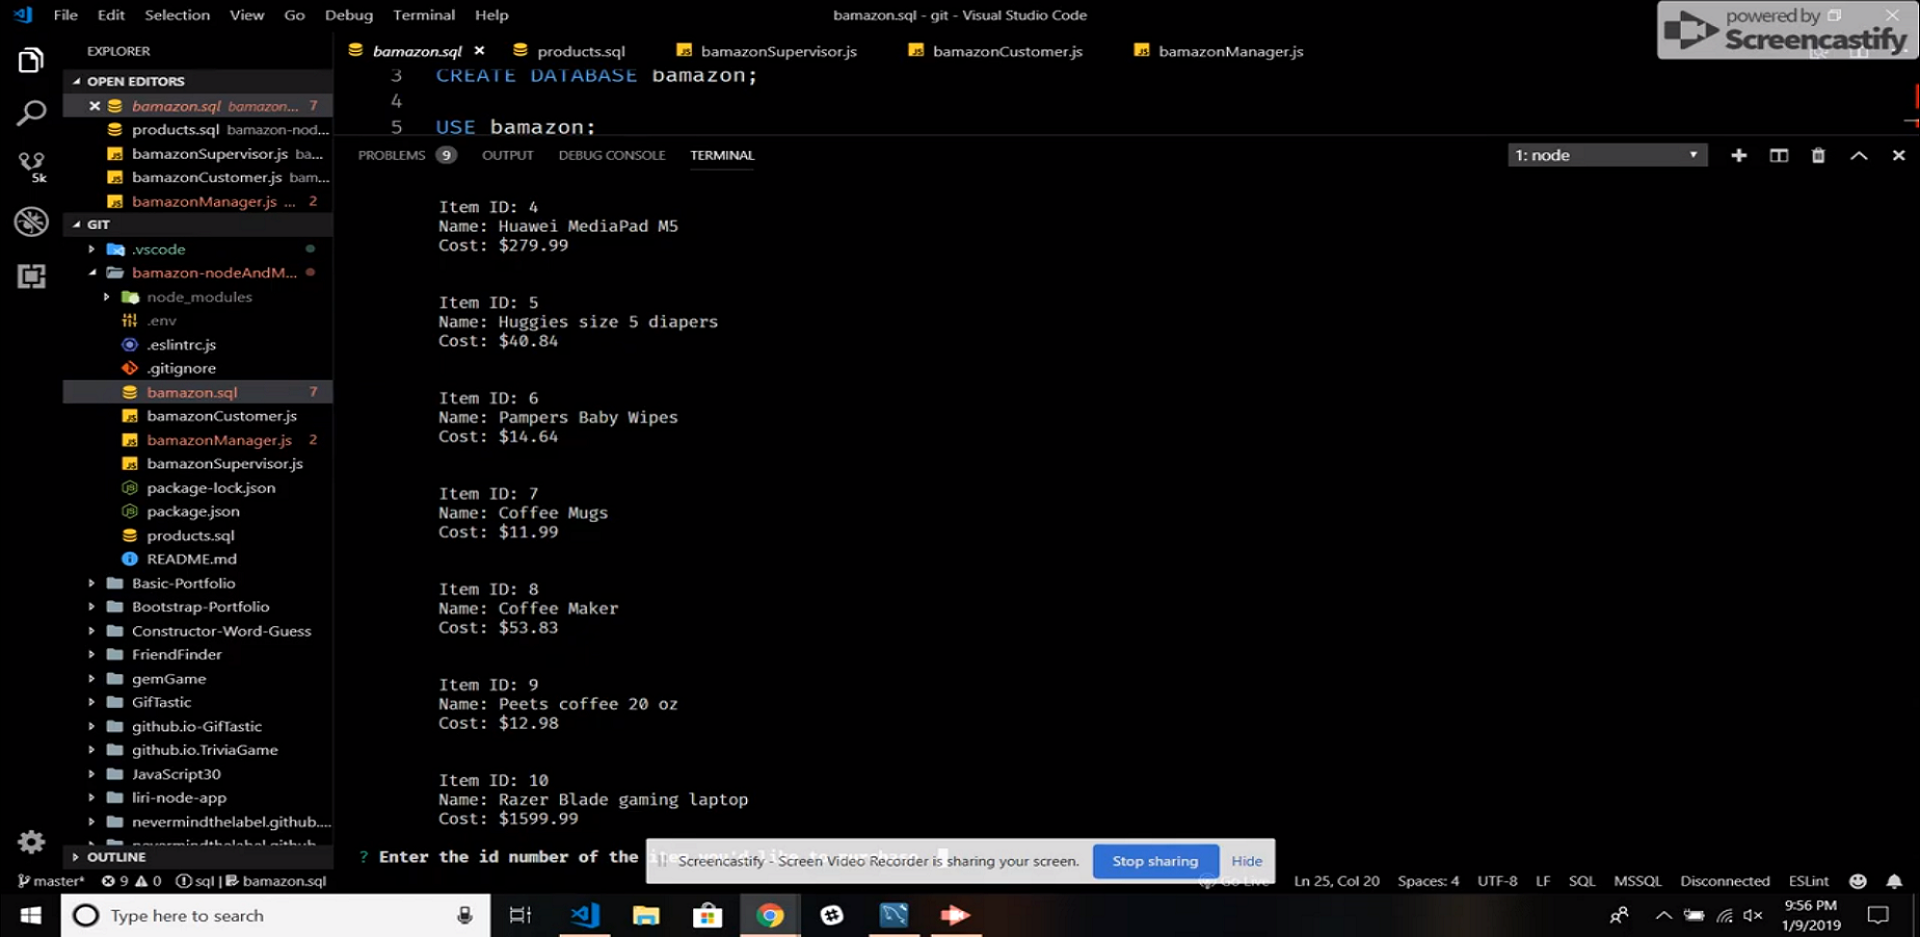 File Edit Selection View Go Debug Terminal Help
bamazon.sql - git - Visual Studio Code
powered by
Screencastify
EXPLORER
OPEN EDITORS
bamazon.sql bamazon... 7
products.sql bamazon-nod...
bamazonSupervisor.js ba...
bamazonCustomer.js bam...
bamazonManager.js ... 2
GIT
.vscode
bamazon-nodeAndM...
node_modules
.env
.eslintrc.js
.gitignore
bamazon.sql 7
bamazonCustomer.js
bamazonManager.js 2
bamazonSupervisor.js
package-lock.json
package.json
products.sql
README.md
Basic-Portfolio
Bootstrap-Portfolio
Constructor-Word-Guess
FriendFinder
gemGame
GifTastic
github.io-GifTastic
github.io.TriviaGame
JavaScript30
liri-node-app
nevermindthelabel.github....
OUTLINE
5k
bamazon.sql products.sql bamazonSupervisor.js bamazonCustomer.js bamazonManager.js
3 CREATE DATABASE bamazon;
4
5 USE bamazon;
PROBLEMS 9 OUTPUT DEBUG CONSOLE TERMINAL 1: node
Item ID: 4
Name: Huawei MediaPad M5
Cost: $279.99
Item ID: 5
Name: Huggies size 5 diapers
Cost: $40.84
Item ID: 6
Name: Pampers Baby Wipes
Cost: $14.64
Item ID: 7
Name: Coffee Mugs
Cost: $11.99
Item ID: 8
Name: Coffee Maker
Cost: $53.83
Item ID: 9
Name: Peets coffee 20 oz
Cost: $12.98
Item ID: 10
Name: Razer Blade gaming laptop
Cost: $1599.99
? Enter the id number of the
Screencastify - Screen Video Recorder is sharing your screen. Stop sharing Hide
master* 9 0 sql | bamazon.sql Go Live Ln 25, Col 20 Spaces: 4 UTF-8 LF SQL MSSQL Disconnected ESLint
Type here to search
9:56 PM
1/9/2019